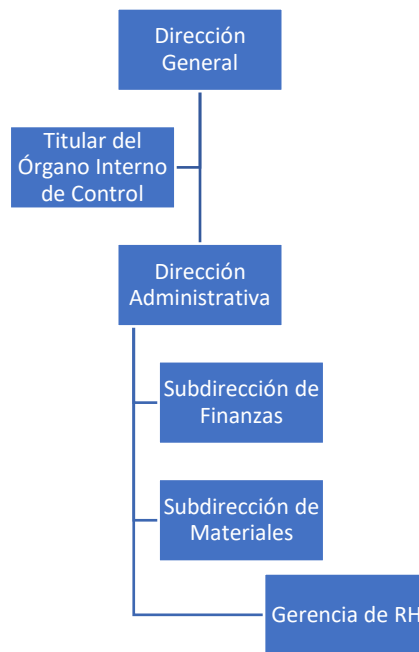 Dirección
General
Titular del
Órgano Interno
de Control
Dirección
Administrativa
Subdirección de
Finanzas
Subdirección de
Materiales
Gerencia de RH